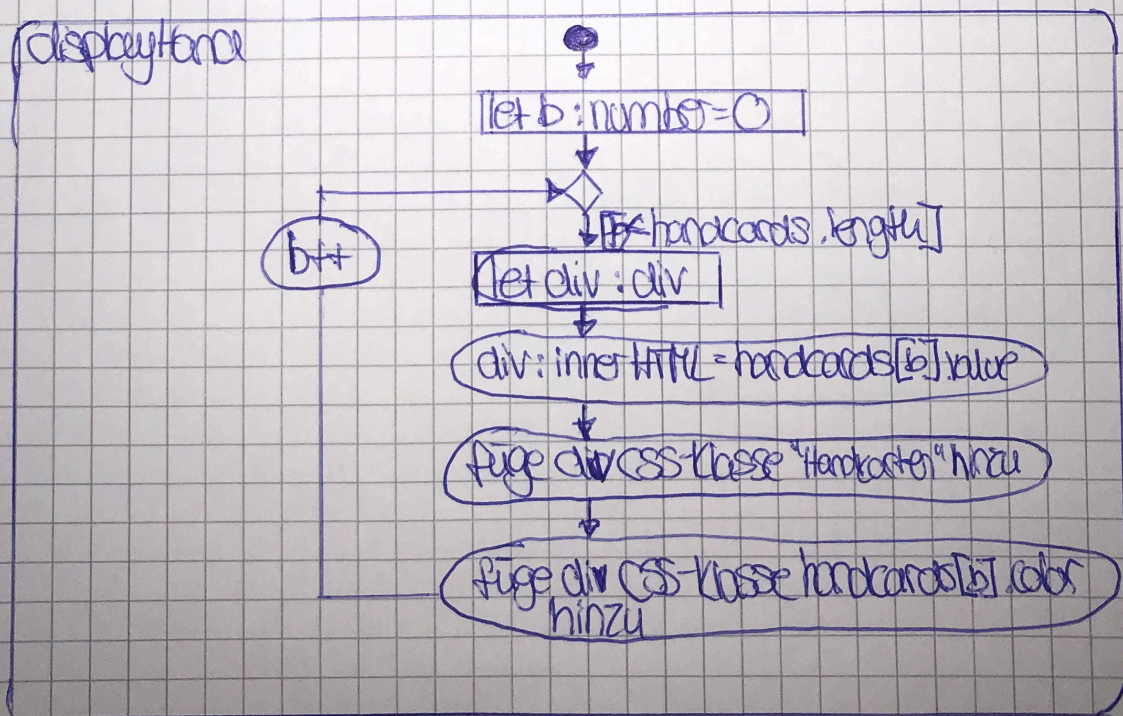 displayHand
let b : number = 0
[b< handcards.length]
b++
let div : div
div : innerHTML = handcards[b].value
füge div CSS-Klasse "Handkarten" hinzu
füge div CSS-Klasse handcards[b].color
hinzu